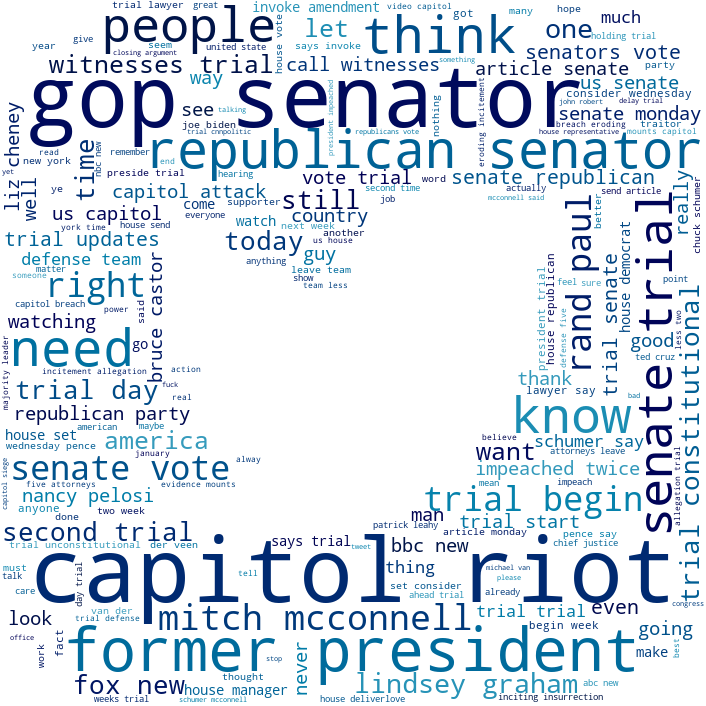 trial lawyer
great
invoke amendment
video capitol
got
many
hope
holding trial
people
let
think
one
much
give
seem
united state
closing argument
house vote
says invoke
something
senators vote
party
year
witnesses trial
call witnesses
article senate
way
us senate
consider wednesday
gop senator
see
joe biden
talking
trial cnnpolitic
president impeached
republicans vote
nothing
eroding incitement
john robert
delay trial
senate monday
breach eroding
traitor
house representative
mounts capitol
republican senator
read
new york
yet
liz cheney
well
time
nbc new
remember
end
preside trial
hearing
vote trial
word
actually
senate republican
send article
really
chuck schumer
ye
capitol attack
supporter
still
second time
job
mcconnell said
better
us capitol
come
everyone
watch
next week
country
another
york time
house send
trial updates
today
us house
guy
anything
leave team
show
team less
defense team
matter
someone
right
capitol breach
power
said
bruce castor
watching
go
need
majority leader
incitement allegation
action
trial day
fuck
real
republican party
american
maybe
house set
wednesday pence
america
january
alway
senate vote
capitol siege
five attorneys
evidence mounts
nancy pelosi
two week
anyone
rand paul
trial senate
house democrat
senate trial
point
president trial
house republican
feel
sure
defense five
good
less two
ted cruz
trial constitutional
thank
lawyer say
bad
know
believe
want
schumer say
attorneys leave
impeached twice
mean
impeach
allegation trial
trial begin
man
patrick leahy
article monday
trial start
pence say
chief justice
done
second trial
says trial
bbc new
trial unconstitutional
der veen
tweet
thing
michael van
please
must
talk
care
day trial
tell
set consider
ahead trial
already
congress
capitol riot
van der
trial defense
mitch mcconnell
trial trial
even
look
begin week
going
office
work
fact
former president
stop
make
best
thought
never
fox new
house manager
lindsey graham
abc new
weeks trial
schumer mcconnell
house deliverlove
inciting insurrection